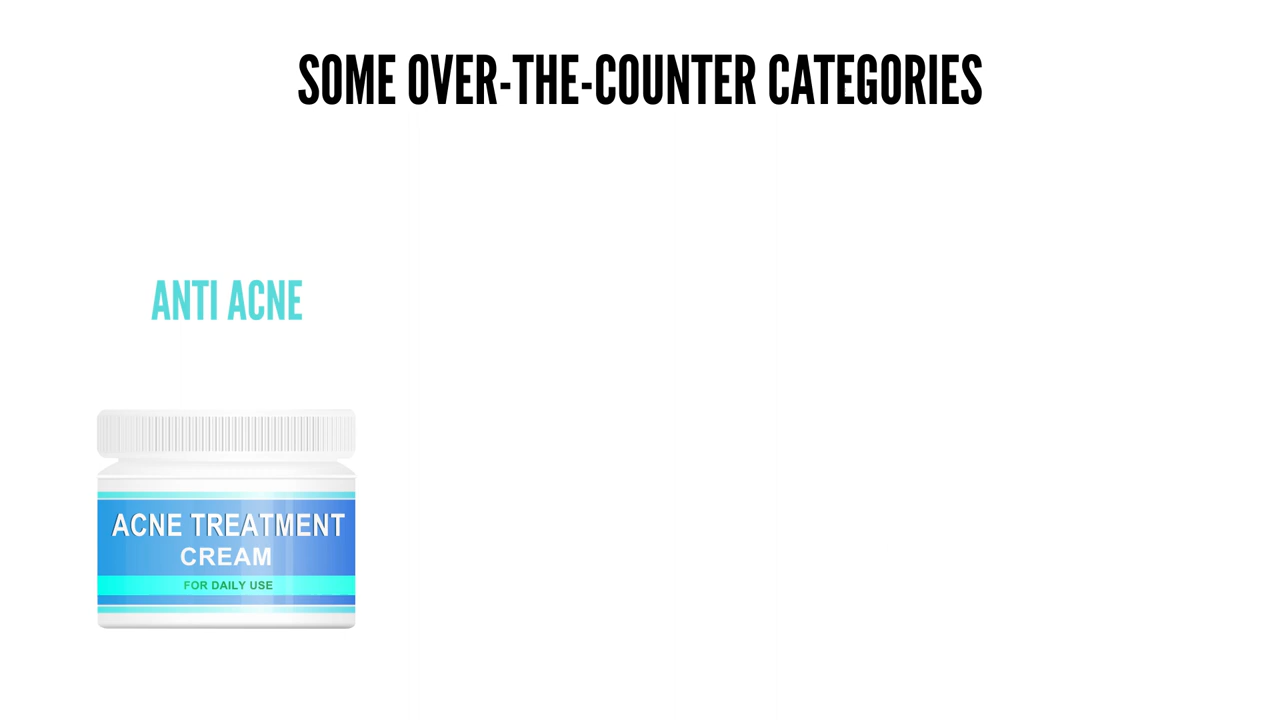 SOME OVER-THE-COUNTER CATEGORIES
ANTI ACNE
ACNE TREATMENT
CREAM
FOR DAILY USE